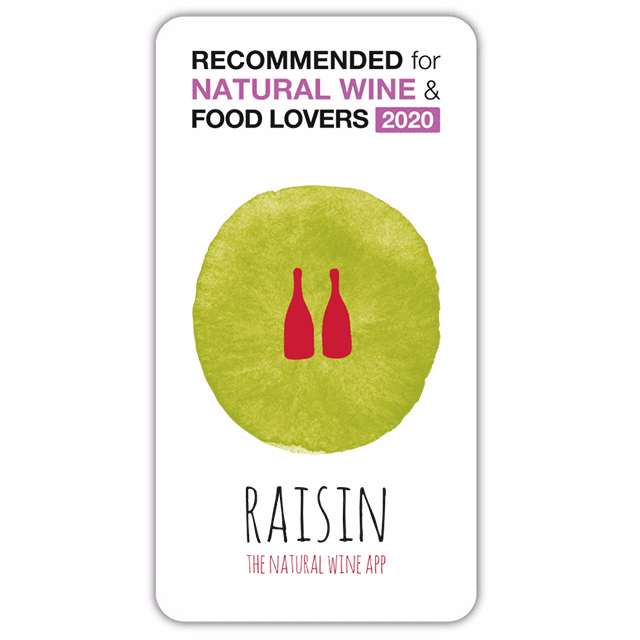 RECOMMENDED for
NATURAL WINE &
FOOD LOVERS 2020
RAISIN
THE NATURAL WINE APP